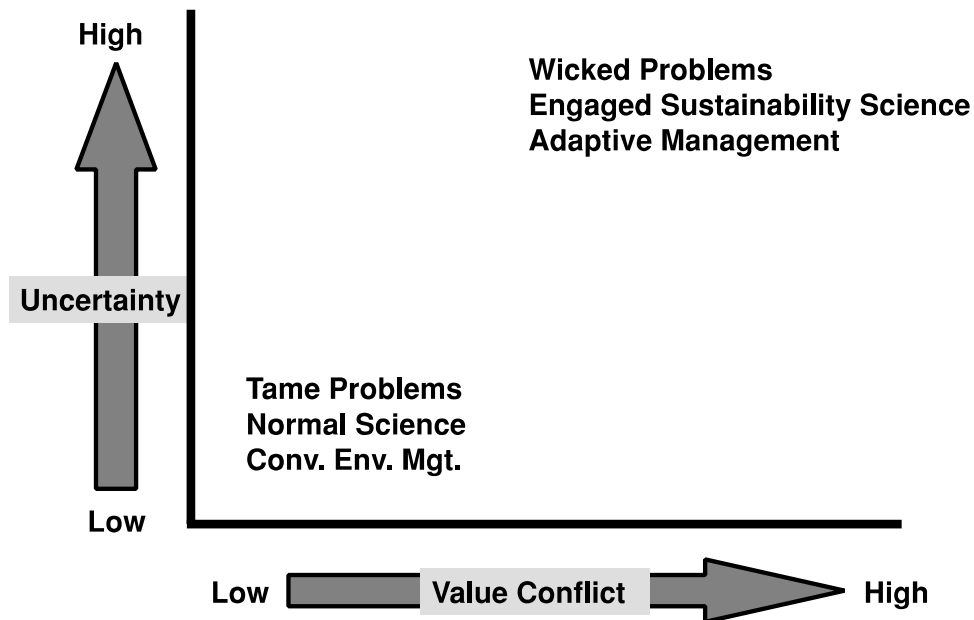 High
Wicked Problems
Engaged Sustainability Science
Adaptive Management
Uncertainty
Tame Problems
Normal Science
Conv. Env. Mgt.
Low
Low
Value Conflict
High